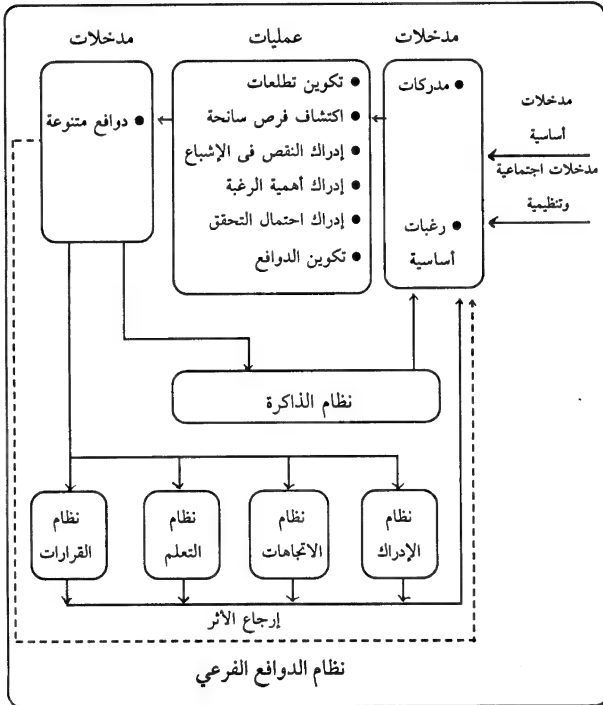 مدخلات
عمليات
مدخلات
مدخلات
أساسية
مدخلات اجتماعية
وتنظيمية
● مدركات
● رغبات
أساسية
● تكوين تطلعات
● اكتشاف فرص سانحة
● إدراك النقص فى الإشباع
● إدراك أهمية الرغبة
● إدراك احتمال التحقق
● تكوين الدوافع
● دوافع متنوعة
نظام الذاكرة
نظام
الإدراك
نظام
الاتجاهات
نظام
التعلم
نظام
القرارات
إرجاع الأثر
نظام الدوافع الفرعي